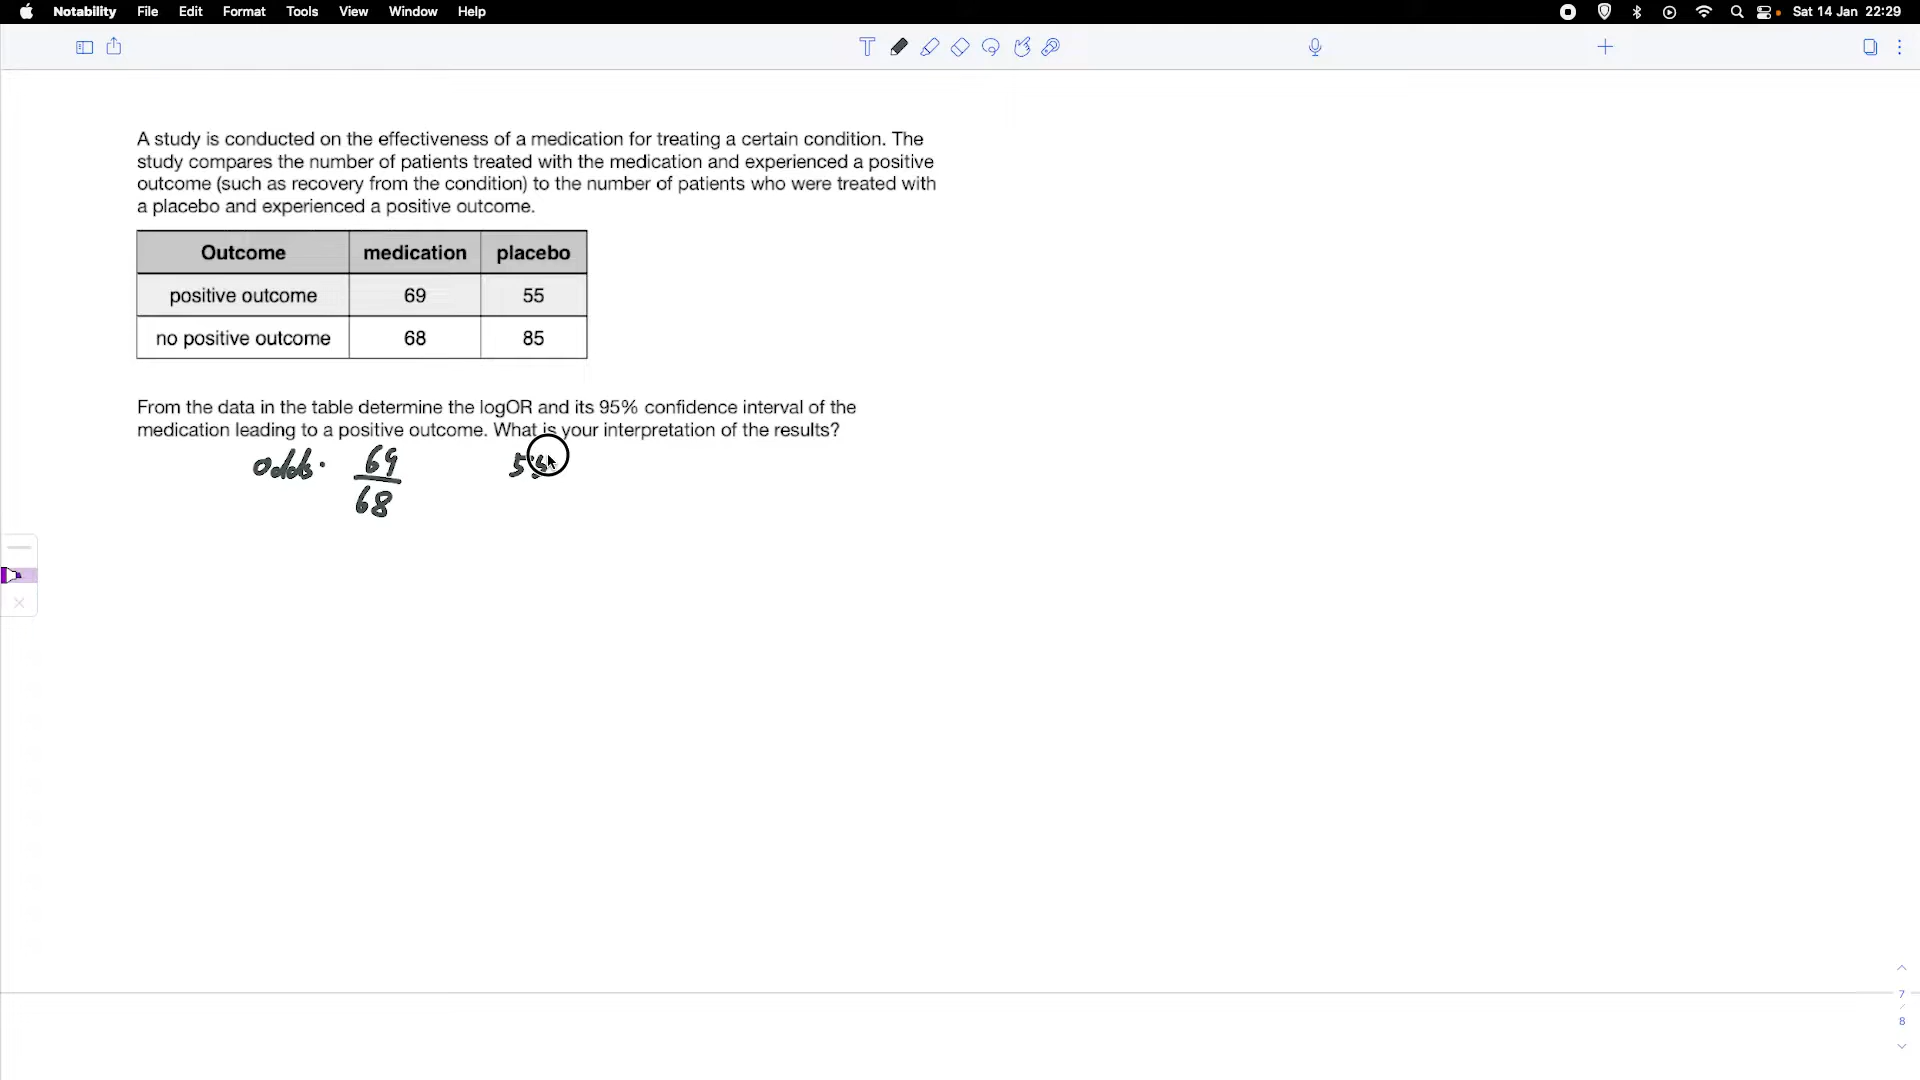 Notability File Edit Format Tools View Window Help Sat 14 Jan 22:29
A study is conducted on the effectiveness of a medication for treating a certain condition. The
study compares the number of patients treated with the medication and experienced a positive
outcome (such as recovery from the condition) to the number of patients who were treated with
a placebo and experienced a positive outcome.
Outcome medication placebo
positive outcome 69 55
no positive outcome 68 85
From the data in the table determine the logOR and its 95% confidence interval of the
medication leading to a positive outcome. What is your interpretation of the results?
odds. 69
68
7
8